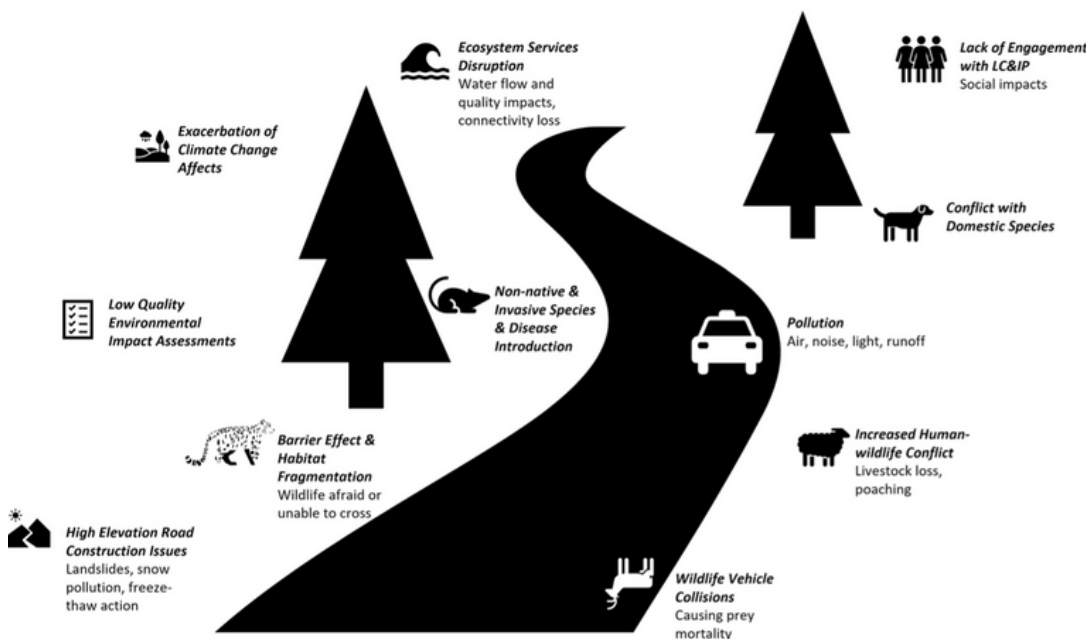 Ecosystem Services
Disruption
Water flow and
quality impacts,
connectivity loss
Lack of Engagement
with LC&IP
Social impacts
Exacerbation of
Climate Change
Affects
Conflict with
Domestic Species
Low Quality
Environmental
Impact Assessments
Non-native &
Invasive Species
& Disease
Introduction
Pollution
Air, noise, light, runoff
Barrier Effect &
Habitat
Fragmentation
Wildlife afraid or
unable to cross
Increased Human-
wildlife Conflict
Livestock loss,
poaching
High Elevation Road
Construction Issues
Landslides, snow
pollution, freeze-
thaw action
Wildlife Vehicle
Collisions
Causing prey
mortality